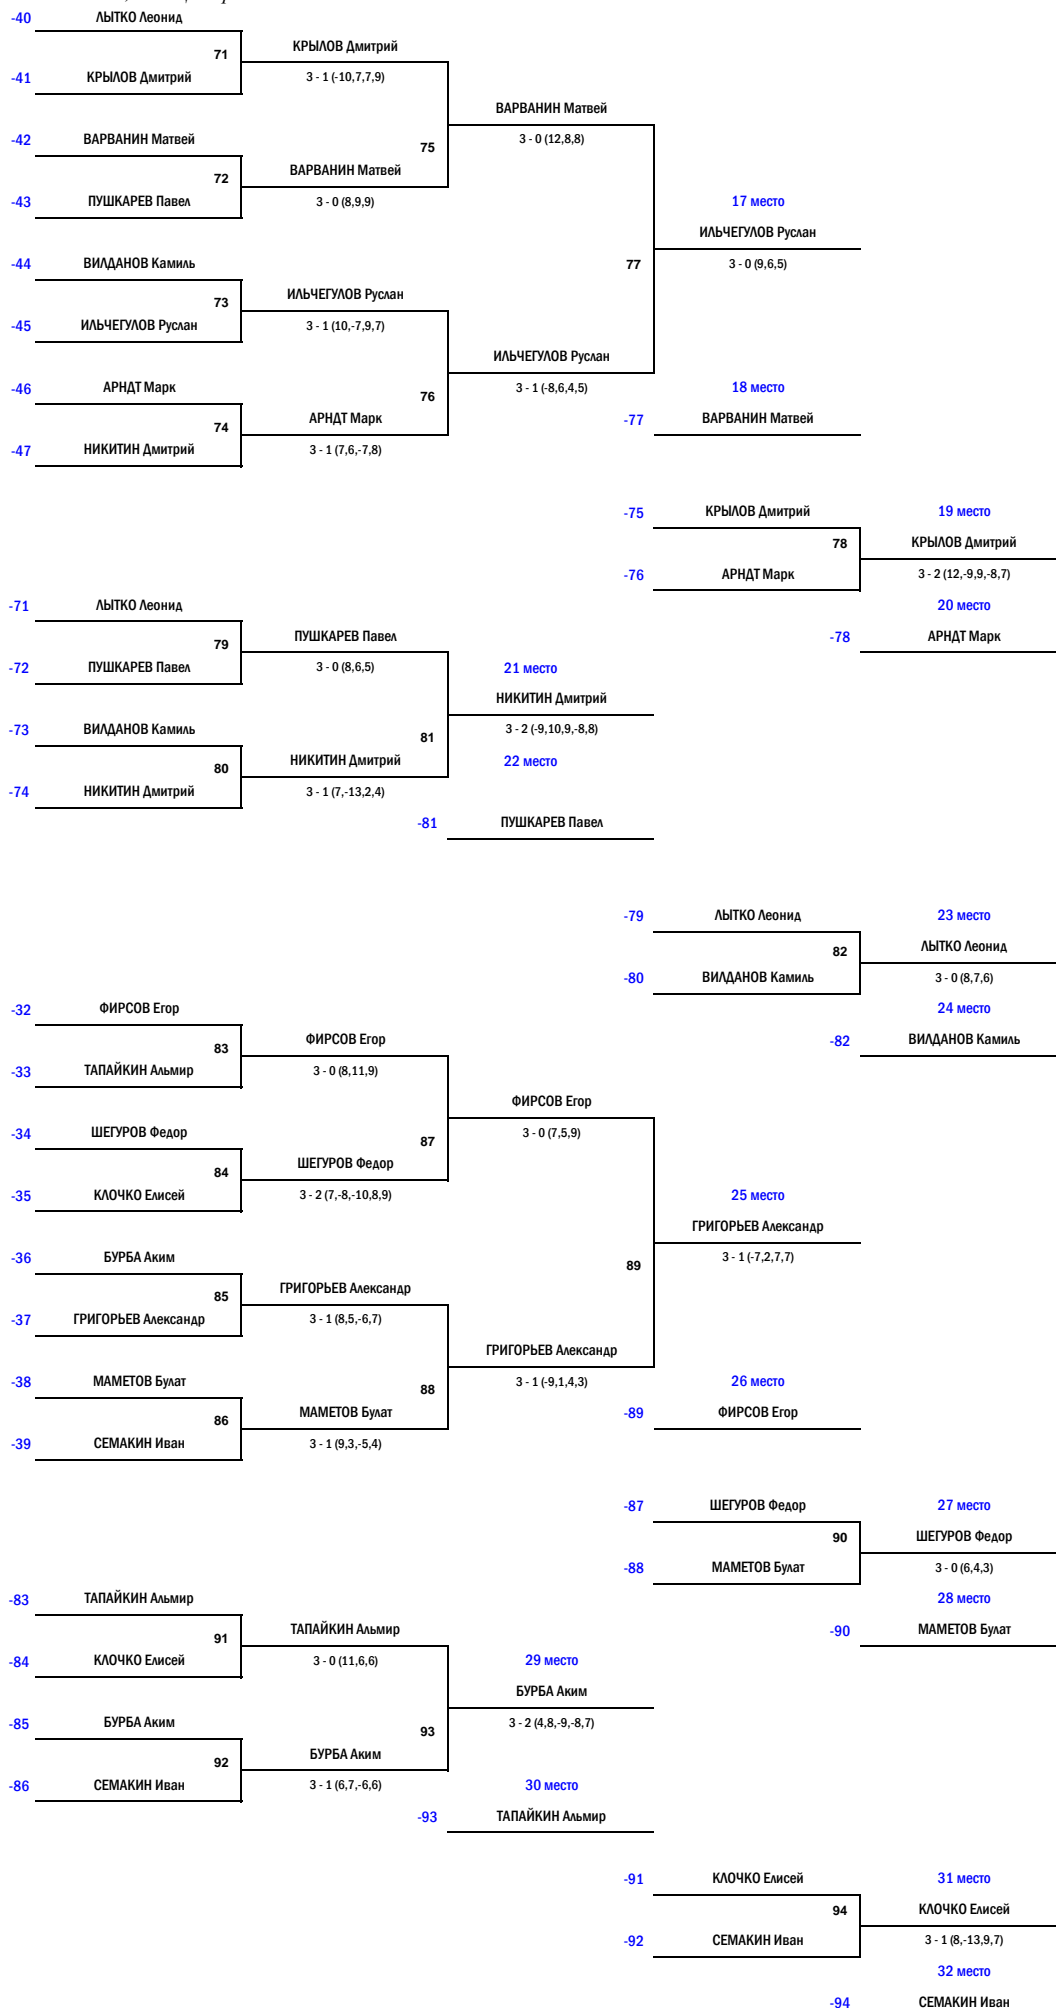 -40 ЛЫТКО Леонид
71 КРЫЛОВ Дмитрий
-41 КРЫЛОВ Дмитрий 3 - 1 (-10,7,7,9)
ВАРВАНИН Матвей
-42 ВАРВАНИН Матвей 75 3 - 0 (12,8,8)
72 ВАРВАНИН Матвей
-43 ПУШКАРЕВ Павел 3 - 0 (8,9,9) 17 место
ИЛЬЧЕГУЛОВ Руслан
-44 ВИЛДАНОВ Камиль 77 3 - 0 (9,6,5)
73 ИЛЬЧЕГУЛОВ Руслан
-45 ИЛЬЧЕГУЛОВ Руслан 3 - 1 (10,-7,9,7)
ИЛЬЧЕГУЛОВ Руслан
-46 АРНДТ Марк 76 3 - 1 (-8,6,4,5) 18 место
74 АРНДТ Марк -77 ВАРВАНИН Матвей
-47 НИКИТИН Дмитрий 3 - 1 (7,6,-7,8)
-75 КРЫЛОВ Дмитрий 19 место
78 КРЫЛОВ Дмитрий
-76 АРНДТ Марк 3 - 2 (12,-9,9,-8,7)
-71 ЛЫТКО Леонид 20 место
79 ПУШКАРЕВ Павел -78 АРНДТ Марк
-72 ПУШКАРЕВ Павел 3 - 0 (8,6,5) 21 место
НИКИТИН Дмитрий
-73 ВИЛДАНОВ Камиль 81 3 - 2 (-9,10,9,-8,8)
80 НИКИТИН Дмитрий 22 место
-74 НИКИТИН Дмитрий 3 - 1 (7,-13,2,4)
-81 ПУШКАРЕВ Павел
-79 ЛЫТКО Леонид 23 место
82 ЛЫТКО Леонид
-80 ВИЛДАНОВ Камиль 3 - 0 (8,7,6)
-32 ФИРСОВ Егор 24 место
83 ФИРСОВ Егор -82 ВИЛДАНОВ Камиль
-33 ТАПАЙКИН Альмир 3 - 0 (8,11,9)
ФИРСОВ Егор
-34 ШЕГУРОВ Федор 87 3 - 0 (7,5,9)
84 ШЕГУРОВ Федор
-35 КЛОЧКО Елисей 3 - 2 (7,-8,-10,8,9) 25 место
ГРИГОРЬЕВ Александр
-36 БУРБА Аким 89 3 - 1 (-7,2,7,7)
85 ГРИГОРЬЕВ Александр
-37 ГРИГОРЬЕВ Александр 3 - 1 (8,5,-6,7)
ГРИГОРЬЕВ Александр
-38 МАМЕТОВ Булат 88 3 - 1 (-9,1,4,3) 26 место
86 МАМЕТОВ Булат -89 ФИРСОВ Егор
-39 СЕМАКИН Иван 3 - 1 (9,3,-5,4)
-87 ШЕГУРОВ Федор 27 место
90 ШЕГУРОВ Федор
-88 МАМЕТОВ Булат 3 - 0 (6,4,3)
-83 ТАПАЙКИН Альмир 28 место
91 ТАПАЙКИН Альмир -90 МАМЕТОВ Булат
-84 КЛОЧКО Елисей 3 - 0 (11,6,6) 29 место
БУРБА Аким
-85 БУРБА Аким 93 3 - 2 (4,8,-9,-8,7)
92 БУРБА Аким
-86 СЕМАКИН Иван 3 - 1 (6,7,-6,6) 30 место
-93 ТАПАЙКИН Альмир
-91 КЛОЧКО Елисей 31 место
94 КЛОЧКО Елисей
-92 СЕМАКИН Иван 3 - 1 (8,-13,9,7)
32 место
-94 СЕМАКИН Иван